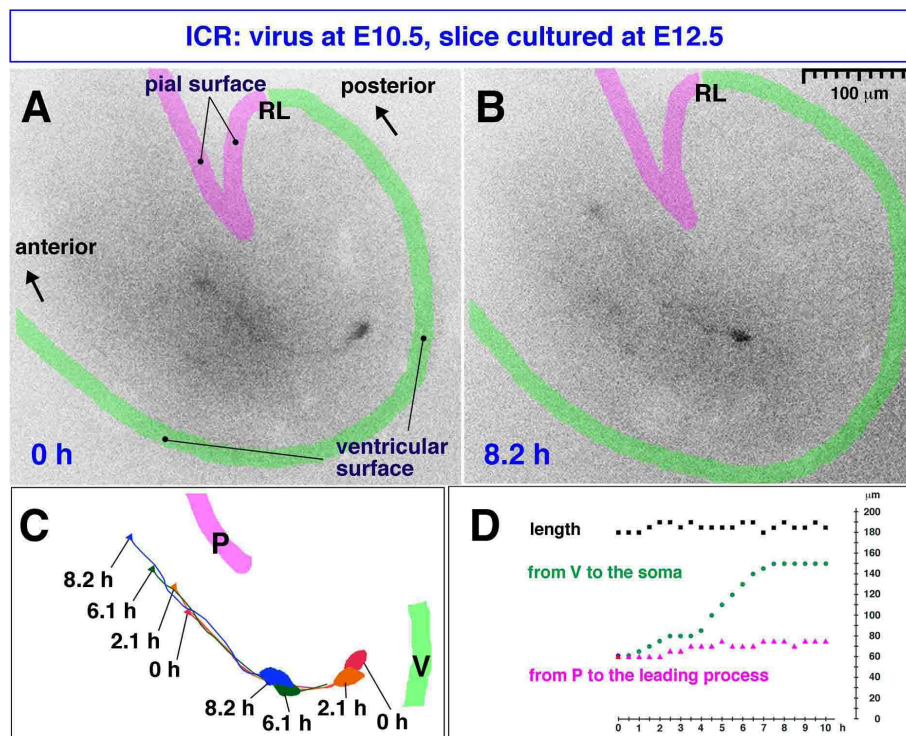 ICR: virus at E10.5, slice cultured at E12.5
A
pial surface
RL
posterior
anterior
0 h
ventricular
surface
B
RL
100 μm
8.2 h
C
P
8.2 h
6.1 h
2.1 h
0 h
V
8.2 h
6.1 h
2.1 h
0 h
D
length
from V to the soma
from P to the leading process
μm
200
180
160
140
120
100
80
60
40
20
0
0 1 2 3 4 5 6 7 8 9 10 h